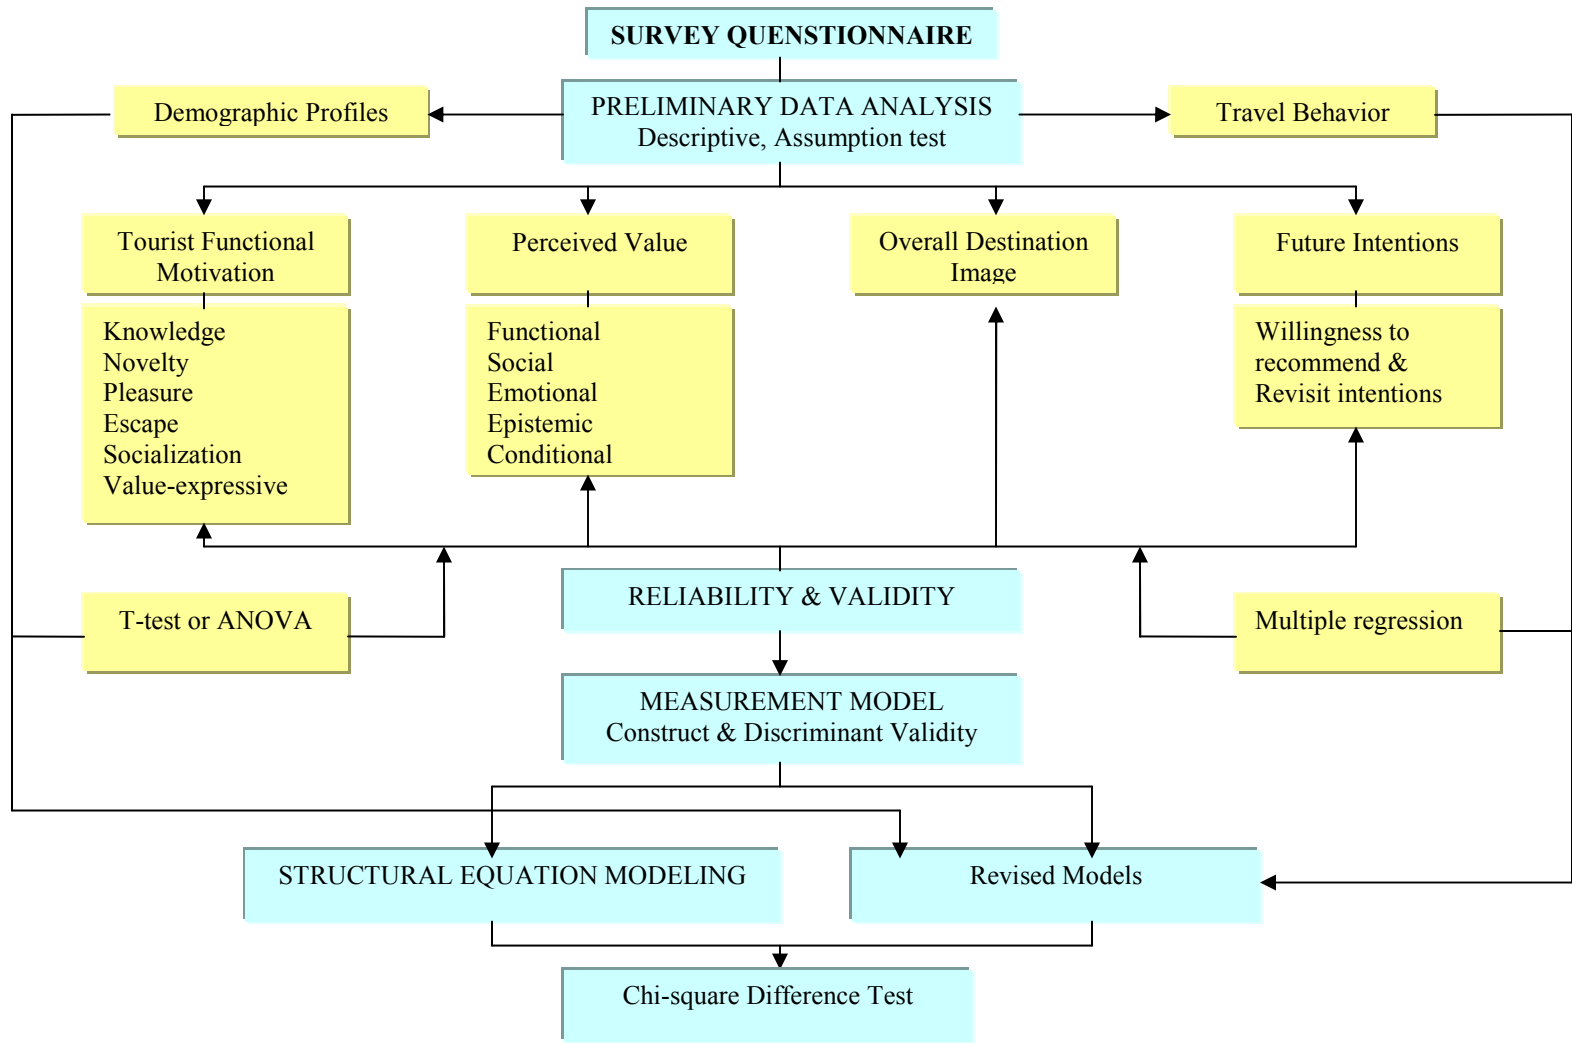 SURVEY QUENSTIONNAIRE
Demographic Profiles
PRELIMINARY DATA ANALYSIS
Descriptive, Assumption test
Travel Behavior
Tourist Functional
Motivation
Perceived Value
Overall Destination
Image
Future Intentions
Knowledge
Novelty
Pleasure
Escape
Socialization
Value-expressive
Functional
Social
Emotional
Epistemic
Conditional
Willingness to
recommend &
Revisit intentions
RELIABILITY & VALIDITY
T-test or ANOVA
Multiple regression
MEASUREMENT MODEL
Construct & Discriminant Validity
STRUCTURAL EQUATION MODELING
Revised Models
Chi-square Difference Test